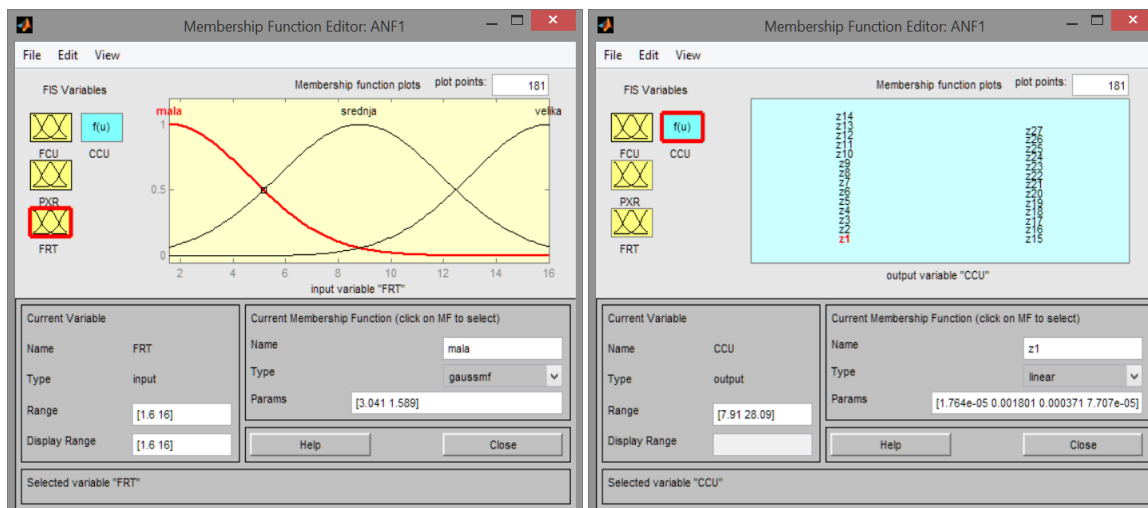 Membership Function Editor: ANF1
File Edit View
FIS Variables
Membership function plots plot points: 181
FCU
f(u)
CCU
PXR
FRT
mala srednja velika
1
0.5
0
2 4 6 8 10 12 14 16
input variable "FRT"
Current Variable
Name FRT
Type input
Range [1.6 16]
Display Range [1.6 16]
Current Membership Function (click on MF to select)
Name mala
Type gaussmf
Params [3.041 1.589]
Help Close
Selected variable "FRT"
Membership Function Editor: ANF1
File Edit View
FIS Variables
Membership function plots plot points: 181
FCU
f(u)
CCU
PXR
FRT
z14
z13
z12
z11
z10
z9
z8
z7
z6
z5
z4
z3
z2
z1
z27
z26
z25
z24
z23
z22
z21
z20
z19
z18
z17
z16
z15
output variable "CCU"
Current Variable
Name CCU
Type output
Range [7.91 28.09]
Display Range
Current Membership Function (click on MF to select)
Name z1
Type linear
Params [1.764e-05 0.001801 0.000371 7.707e-05]
Help Close
Selected variable "CCU"